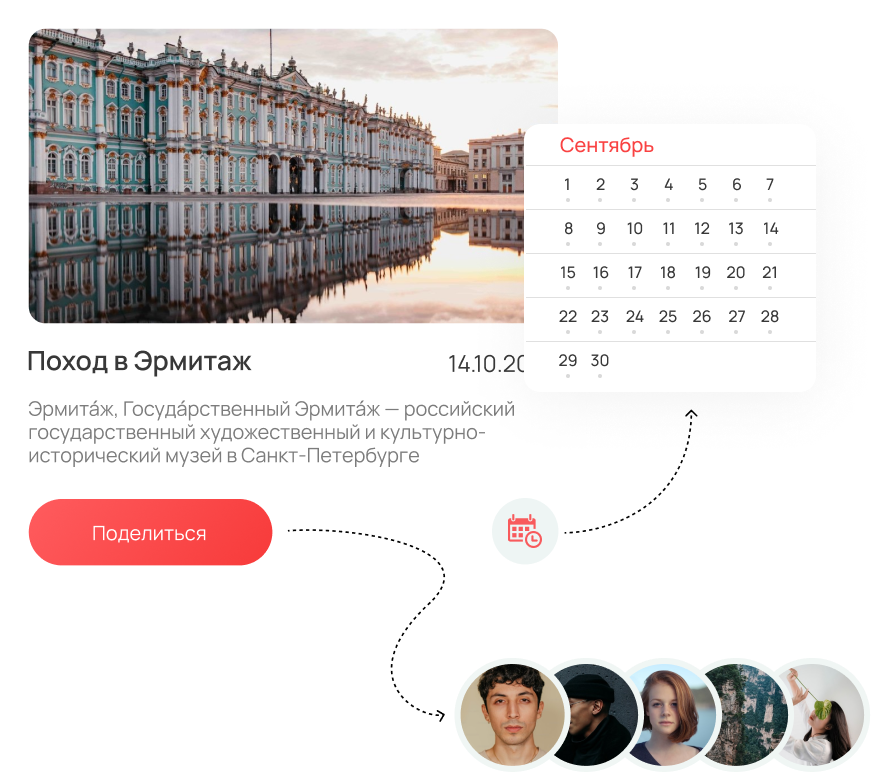 Сентябрь
1 2 3 4 5 6 7
8 9 10 11 12 13 14
15 16 17 18 19 20 21
22 23 24 25 26 27 28
29 30
Поход в Эрмитаж
14.10.20
Эрмита́ж, Госуда́рственный Эрмита́ж — российский
государственный художественный и культурно-
исторический музей в Санкт-Петербурге
Поделиться